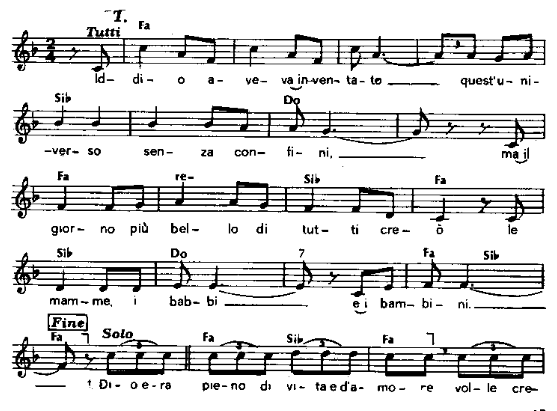 1.
Tutti Fa
Id- di- o a- ve- va in- ven- ta- to quest'u- ni-
Sib Do
-verso sen- za con- fi- ni, ma il
Fa re- Sib Fa
gior- no più bel- lo di tut- ti cre- ò le
Sib Do 7 Fa Sib
mam- me, i bab- bi e i bam- bi- ni.
Fine Solo
Fa Fa Sib Fa
1. Di- o e ra pie- no di vi- ta e d'a- mo- re vol- le cre-